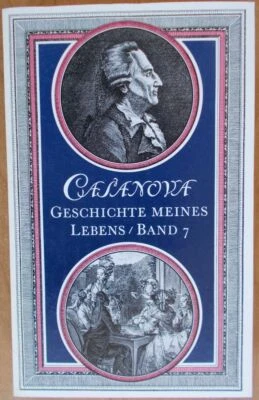 CASANOVA
GESCHICHTE MEINES
LEBENS / BAND 7